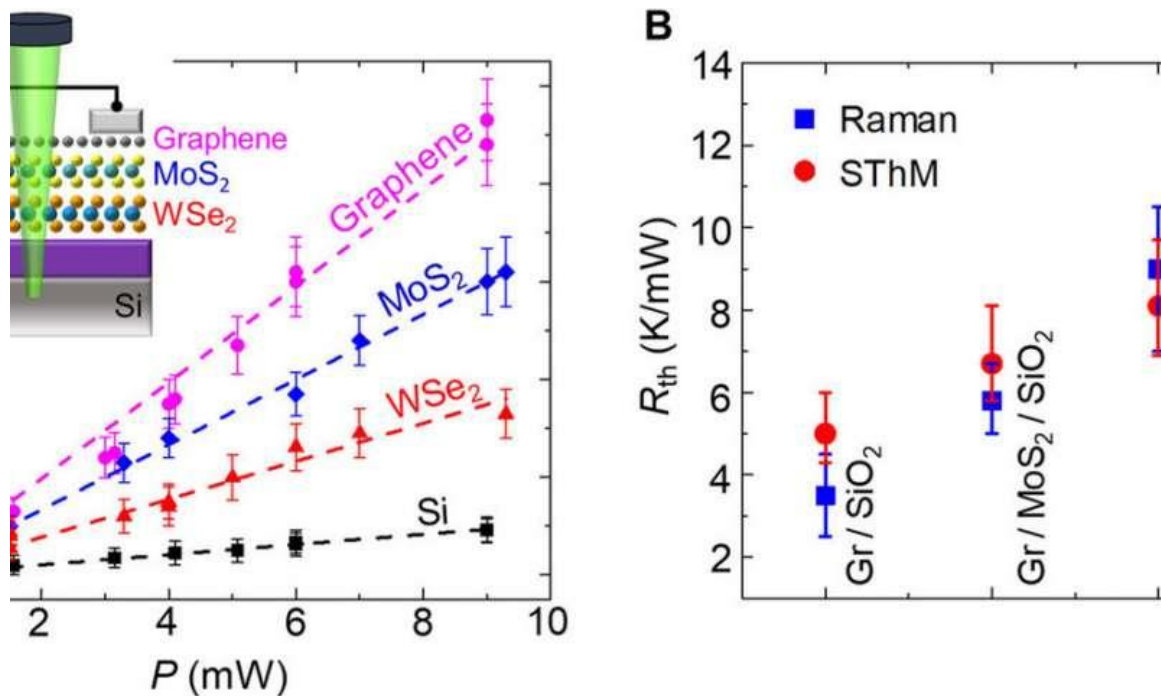 Graphene
MoS₂
WSe₂
Si
Graphene
MoS₂
WSe₂
Si
2
4
6
8
10
P (mW)
B
14
12
10
8
6
4
2
R_th (K/mW)
Raman
SThM
Gr / SiO₂
Gr / MoS₂ / SiO₂